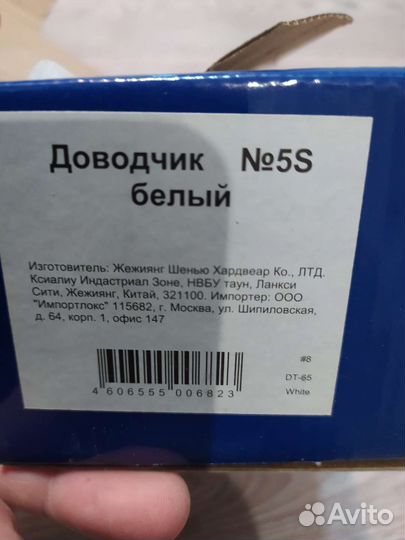 Доводчик №5S
белый
Изготовитель: Жежиянг Шенью Хардвеар Ко., ЛТД.
Ксиалиу Индастриал Зоне, НВБУ таун, Ланкси
Сити, Жежиянг, Китай, 321100. Импортер: ООО
"Импортлокс" 115682, г. Москва, ул. Шипиловская,
д. 64, корп. 1, офис 147
#8
DT-65
White
4 606555 006823
Avito